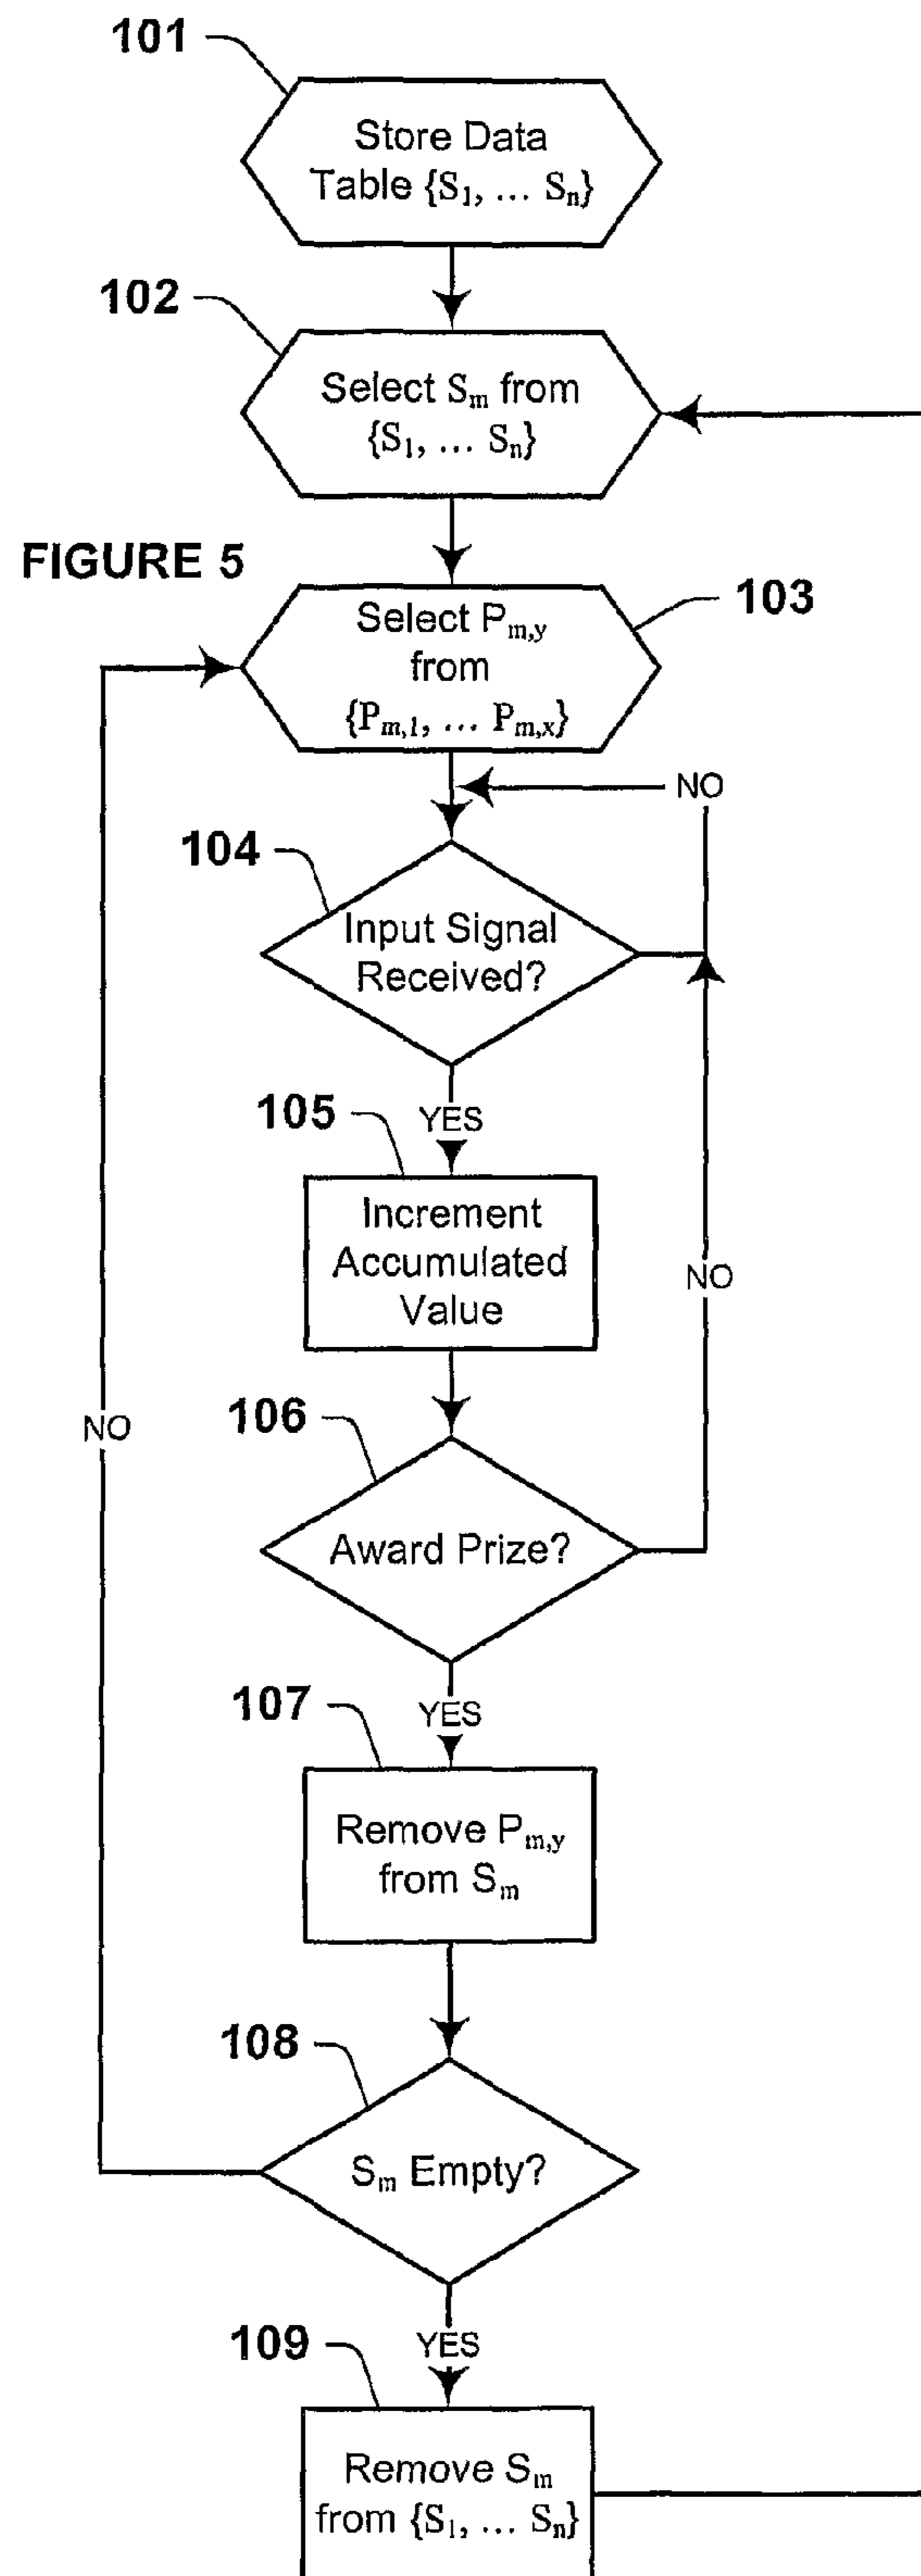 101
Store Data
Table {S₁, ... Sₙ}
102
Select Sₘ from
{S₁, ... Sₙ}
FIGURE 5
103
Select Pₘ,ᵧ
from
{Pₘ,₁, ... Pₘ,ₓ}
NO
104
Input Signal
Received?
YES
105
Increment
Accumulated
Value
NO
106
NO
Award Prize?
YES
107
Remove Pₘ,ᵧ
from Sₘ
108
Sₘ Empty?
YES
109
Remove Sₘ
from {S₁, ... Sₙ}